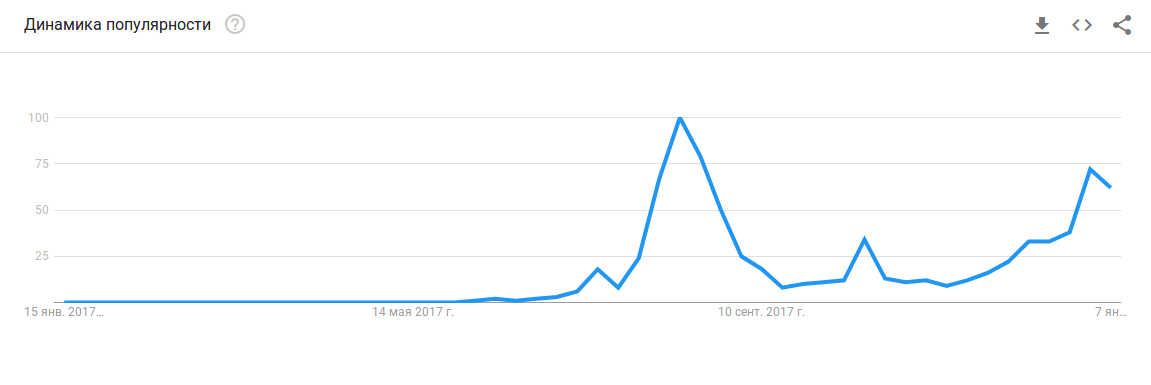 Динамика популярности ?
100
75
50
25
15 янв. 2017…
14 мая 2017 г.
10 сент. 2017 г.
7 ян…